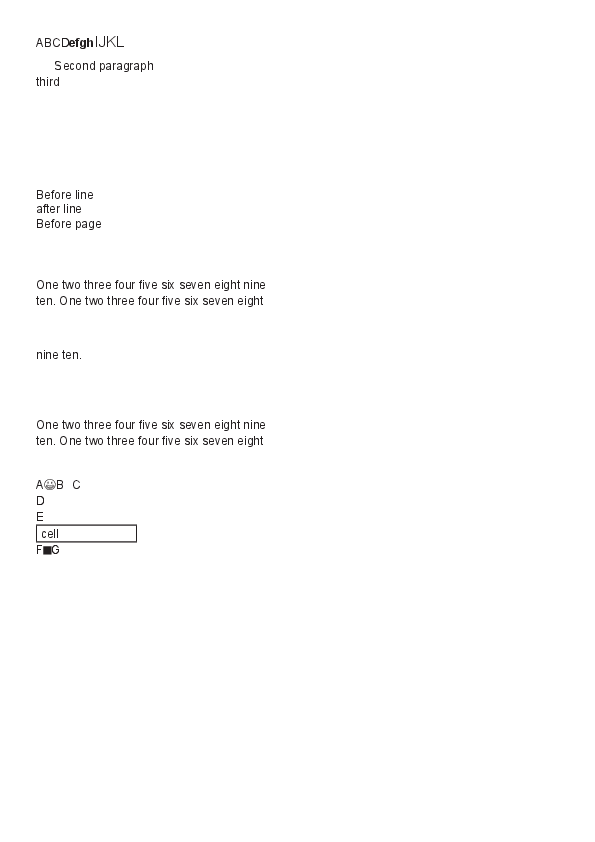 ABCDefghIJKL
Second paragraph
third
Before line
after line
Before page
One two three four five six seven eight nine
ten. One two three four five six seven eight
nine ten.
One two three four five six seven eight nine
ten. One two three four five six seven eight
A😀B C
D
E
cell
F■G